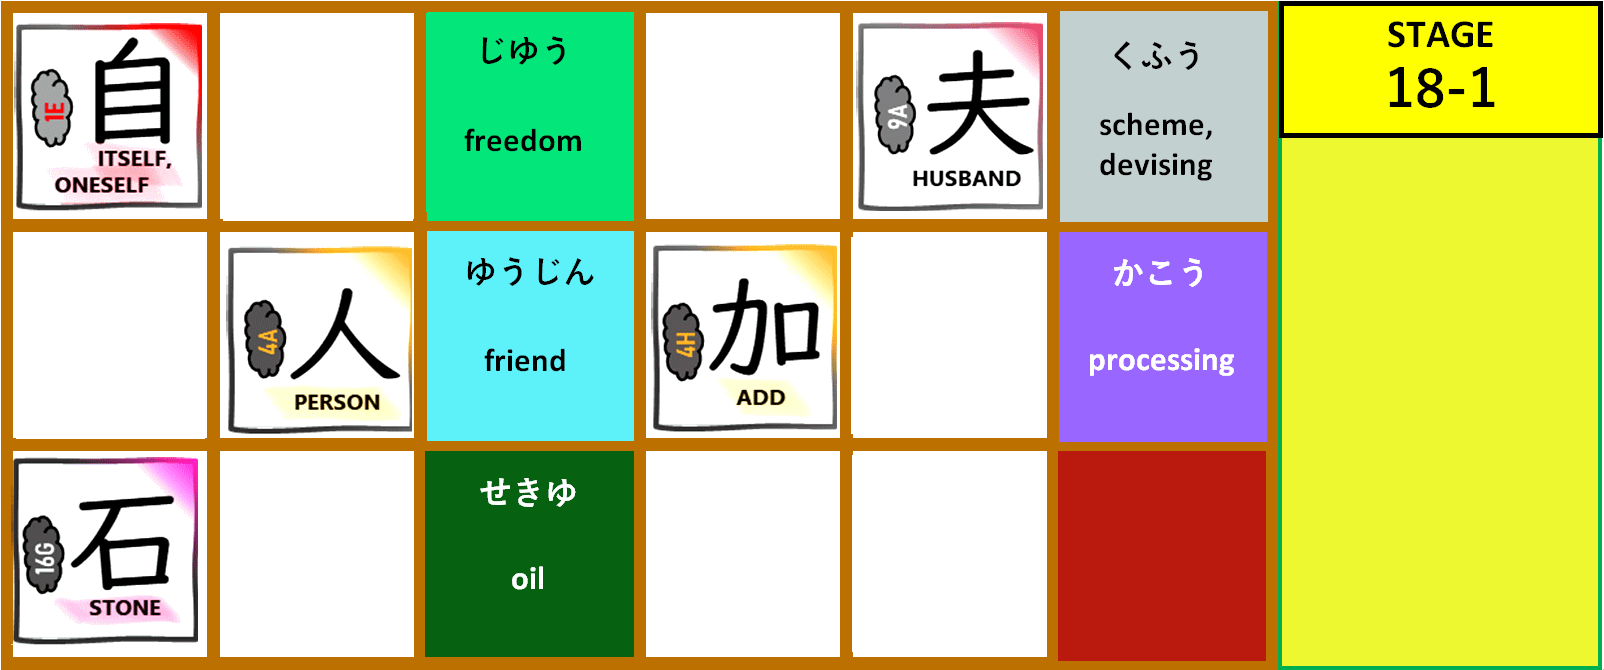 自
1E
ITSELF,
ONESELF
じゆう
freedom
夫
9A
HUSBAND
くふう
scheme,
devising
STAGE
18-1
人
4A
PERSON
ゆうじん
friend
加
4H
ADD
かこう
processing
石
16G
STONE
せきゆ
oil